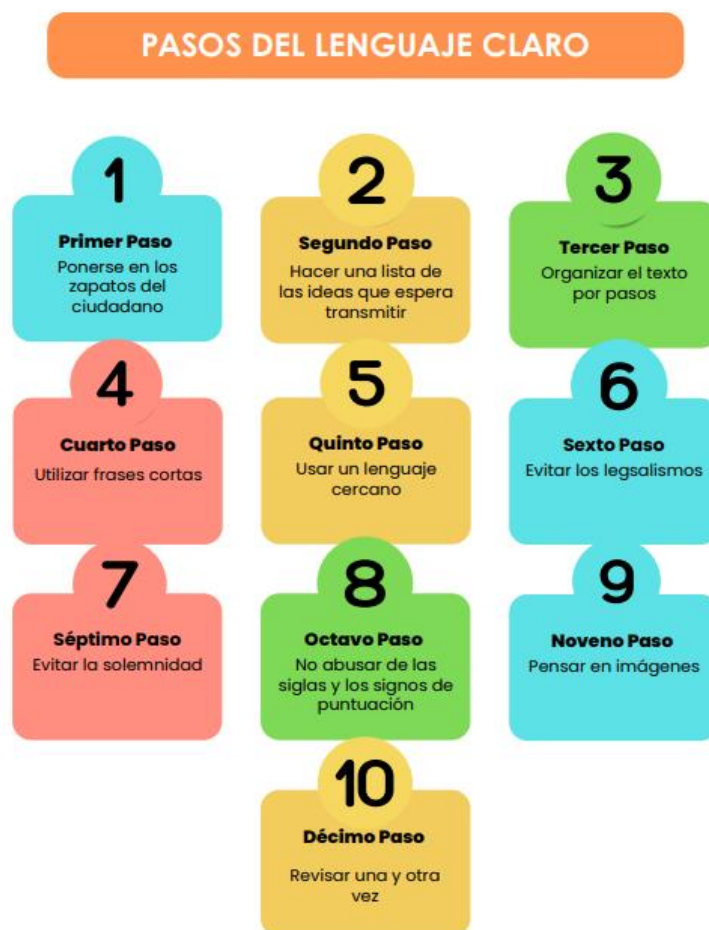 PASOS DEL LENGUAJE CLARO
1
Primer Paso
Ponerse en los
zapatos del
ciudadano
2
Segundo Paso
Hacer una lista de
las ideas que espera
transmitir
3
Tercer Paso
Organizar el texto
por pasos
4
Cuarto Paso
Utilizar frases cortas
5
Quinto Paso
Usar un lenguaje
cercano
6
Sexto Paso
Evitar los legsalismos
7
Séptimo Paso
Evitar la solemnidad
8
Octavo Paso
No abusar de las
siglas y los signos de
puntuación
9
Noveno Paso
Pensar en imágenes
10
Décimo Paso
Revisar una y otra
vez